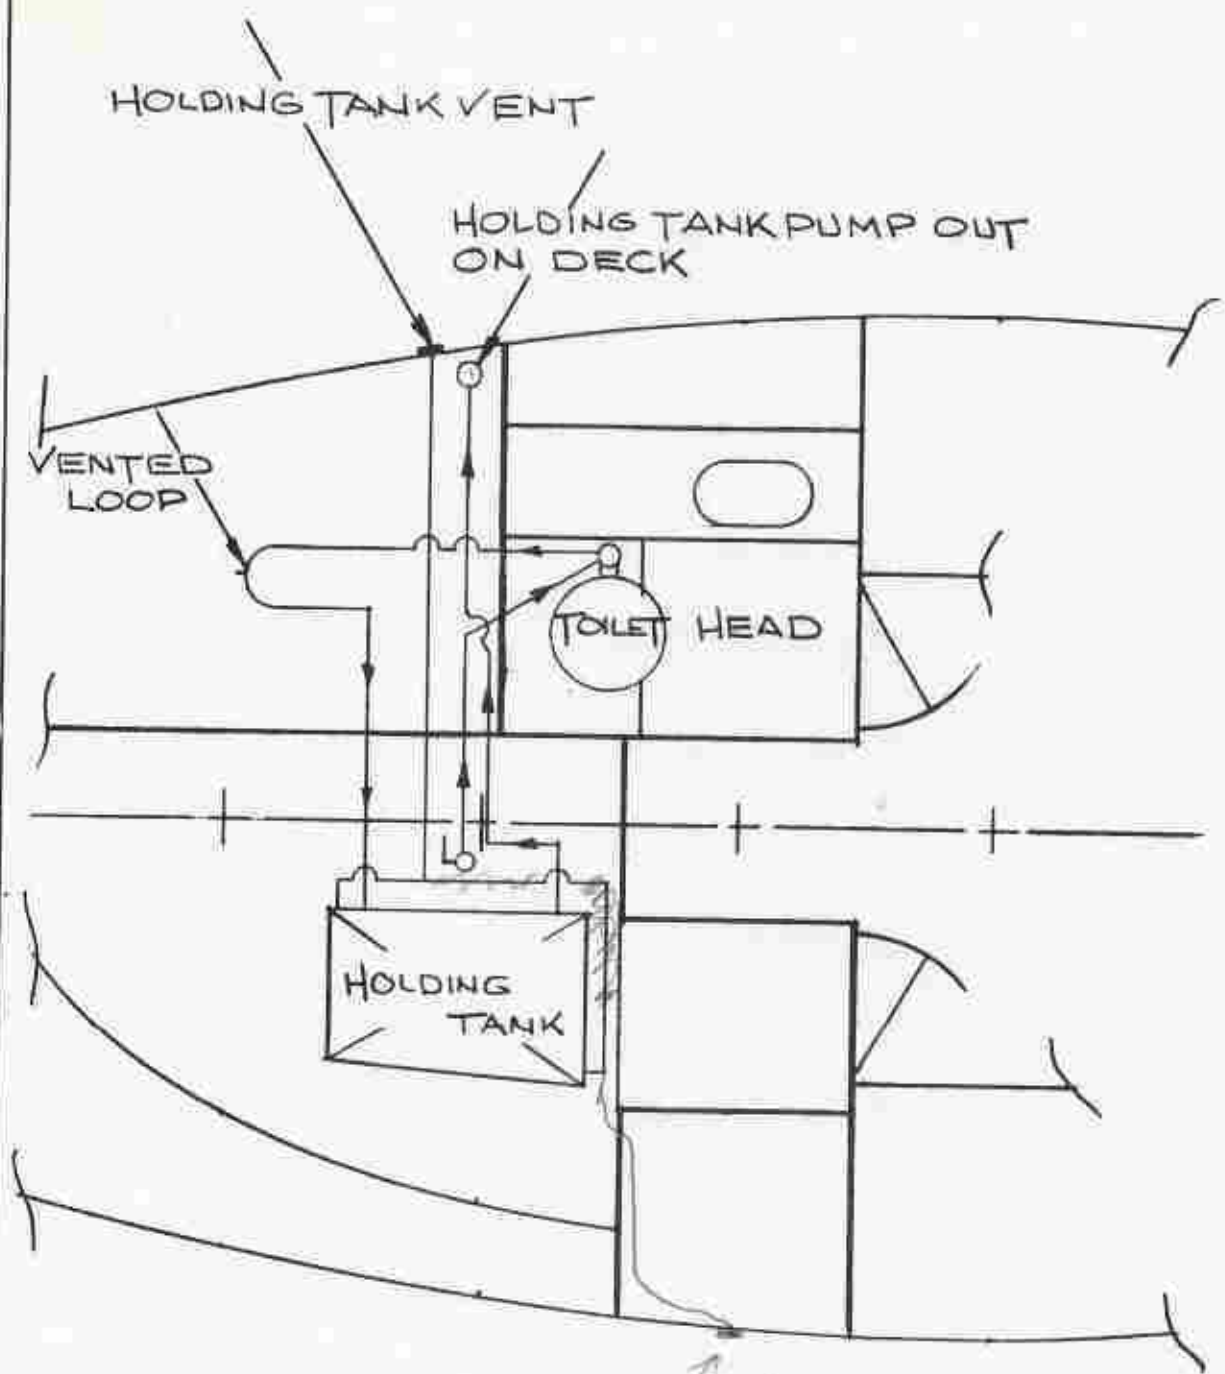 HOLDING TANK VENT
HOLDING TANK PUMP OUT
ON DECK
VENTED
LOOP
TOILET HEAD
HOLDING
TANK